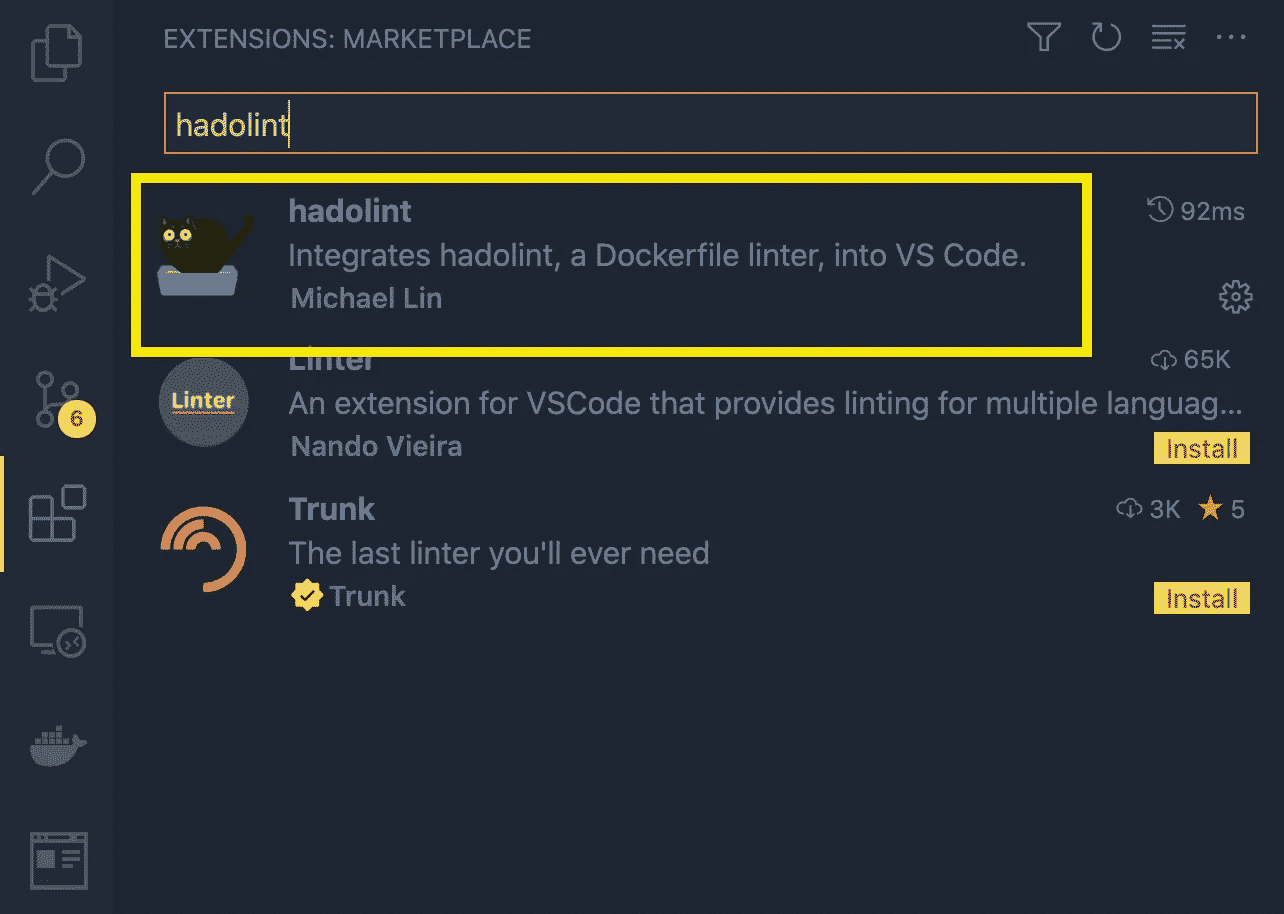 EXTENSIONS: MARKETPLACE
hadolint
hadolint
92ms
Integrates hadolint, a Dockerfile linter, into VS Code.
Michael Lin
Linter
65K
Linter
An extension for VSCode that provides linting for multiple languag...
6
Nando Vieira
Install
Trunk
3K ★ 5
The last linter you'll ever need
Trunk
Install